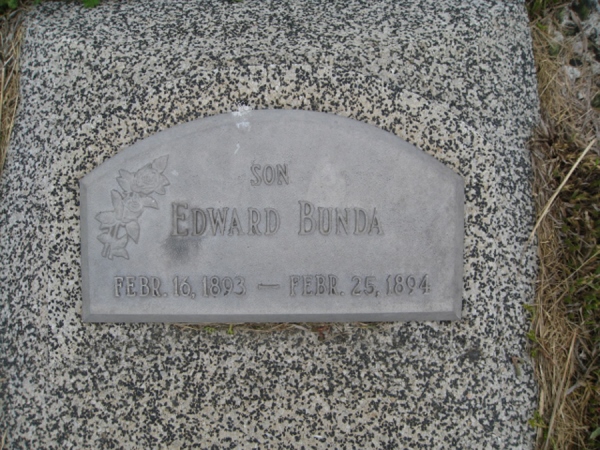 SON
EDWARD BUNDA
FEBR. 16, 1893 — FEBR. 25, 1894